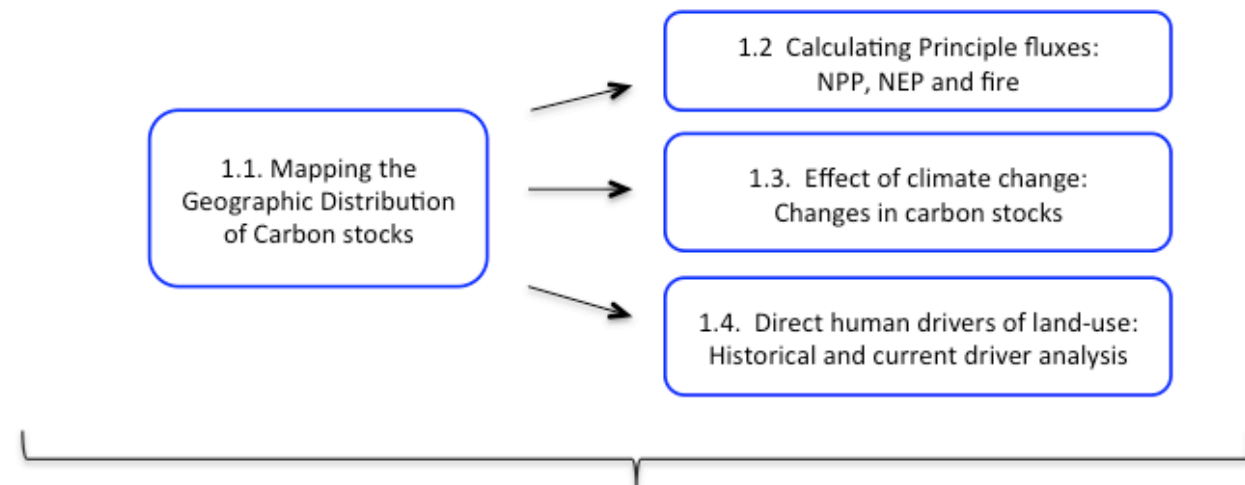 1.1. Mapping the
Geographic Distribution
of Carbon stocks
1.2 Calculating Principle fluxes:
NPP, NEP and fire
1.3. Effect of climate change:
Changes in carbon stocks
1.4. Direct human drivers of land-use:
Historical and current driver analysis